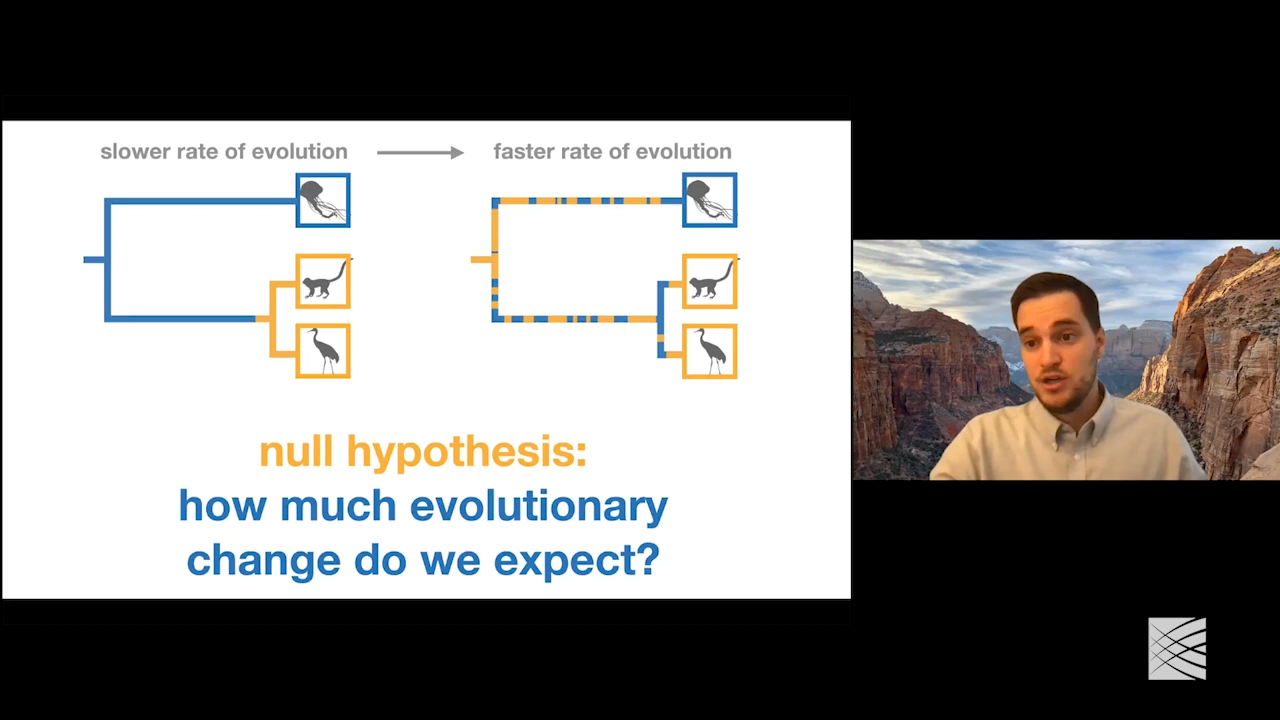 slower rate of evolution
faster rate of evolution
null hypothesis:
how much evolutionary
change do we expect?